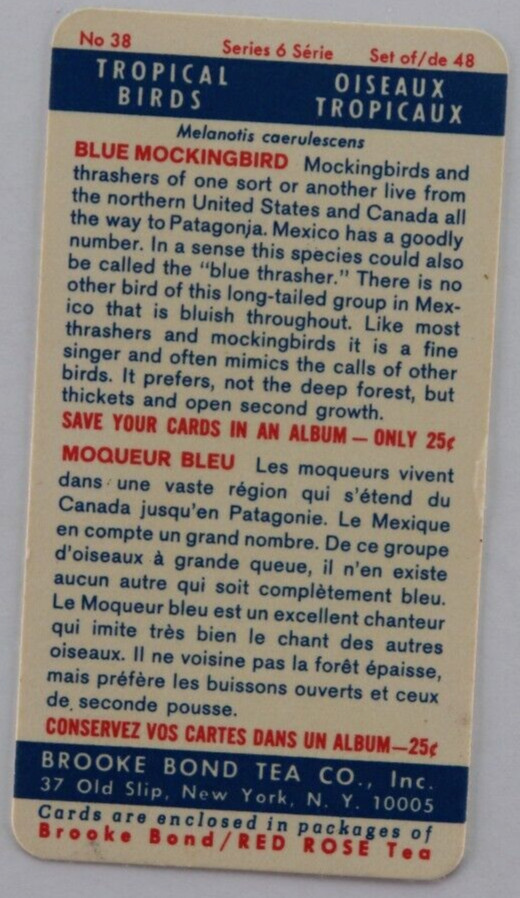 No 38 Series 6 Série Set of/de 48
TROPICAL BIRDS
OISEAUX TROPICAUX
Melanotis caerulescens
BLUE MOCKINGBIRD Mockingbirds and
thrashers of one sort or another live from
the northern United States and Canada all
the way to Patagonja. Mexico has a goodly
number. In a sense this species could also
be called the "blue thrasher." There is no
other bird of this long-tailed group in Mex-
ico that is bluish throughout. Like most
thrashers and mockingbirds it is a fine
singer and often mimics the calls of other
birds. It prefers, not the deep forest, but
thickets and open second growth.
SAVE YOUR CARDS IN AN ALBUM — ONLY 25¢
MOQUEUR BLEU Les moqueurs vivent
dans une vaste région qui s'étend du
Canada jusqu'en Patagonie. Le Mexique
en compte un grand nombre. De ce groupe
d'oiseaux à grande queue, il n'en existe
aucun autre qui soit complètement bleu.
Le Moqueur bleu est un excellent chanteur
qui imite très bien le chant des autres
oiseaux. Il ne voisine pas la forêt épaisse,
mais préfère les buissons ouverts et ceux
de seconde pousse.
CONSERVEZ VOS CARTES DANS UN ALBUM—25¢
BROOKE BOND TEA CO., Inc.
37 Old Slip, New York, N. Y. 10005
Cards are enclosed in packages of
Brooke Bond/RED ROSE Tea